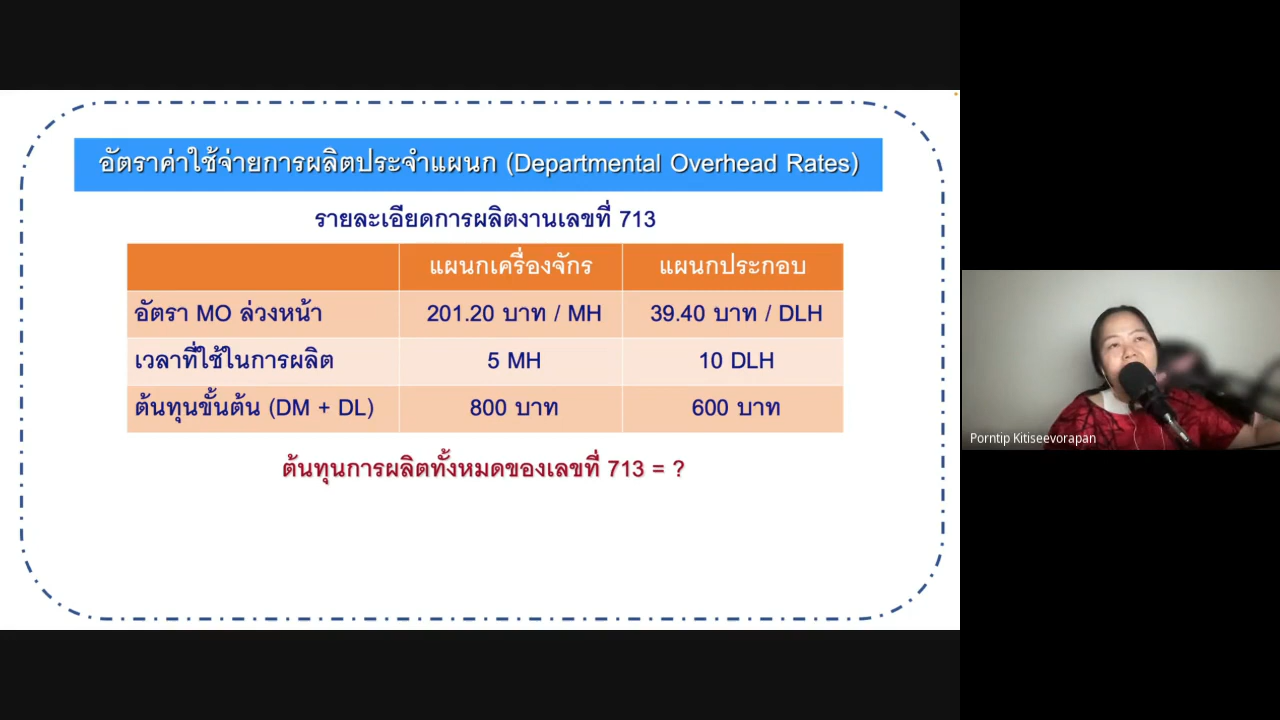 อัตราค่าใช้จ่ายการผลิตประจำแผนก (Departmental Overhead Rates)
รายละเอียดการผลิตงานเลขที่ 713
แผนกเครื่องจักร แผนกประกอบ
อัตรา MO ล่วงหน้า 201.20 บาท / MH 39.40 บาท / DLH
เวลาที่ใช้ในการผลิต 5 MH 10 DLH
ต้นทุนขั้นต้น (DM + DL) 800 บาท 600 บาท
ต้นทุนการผลิตทั้งหมดของเลขที่ 713 = ?
Porntip Kitiseevorapan